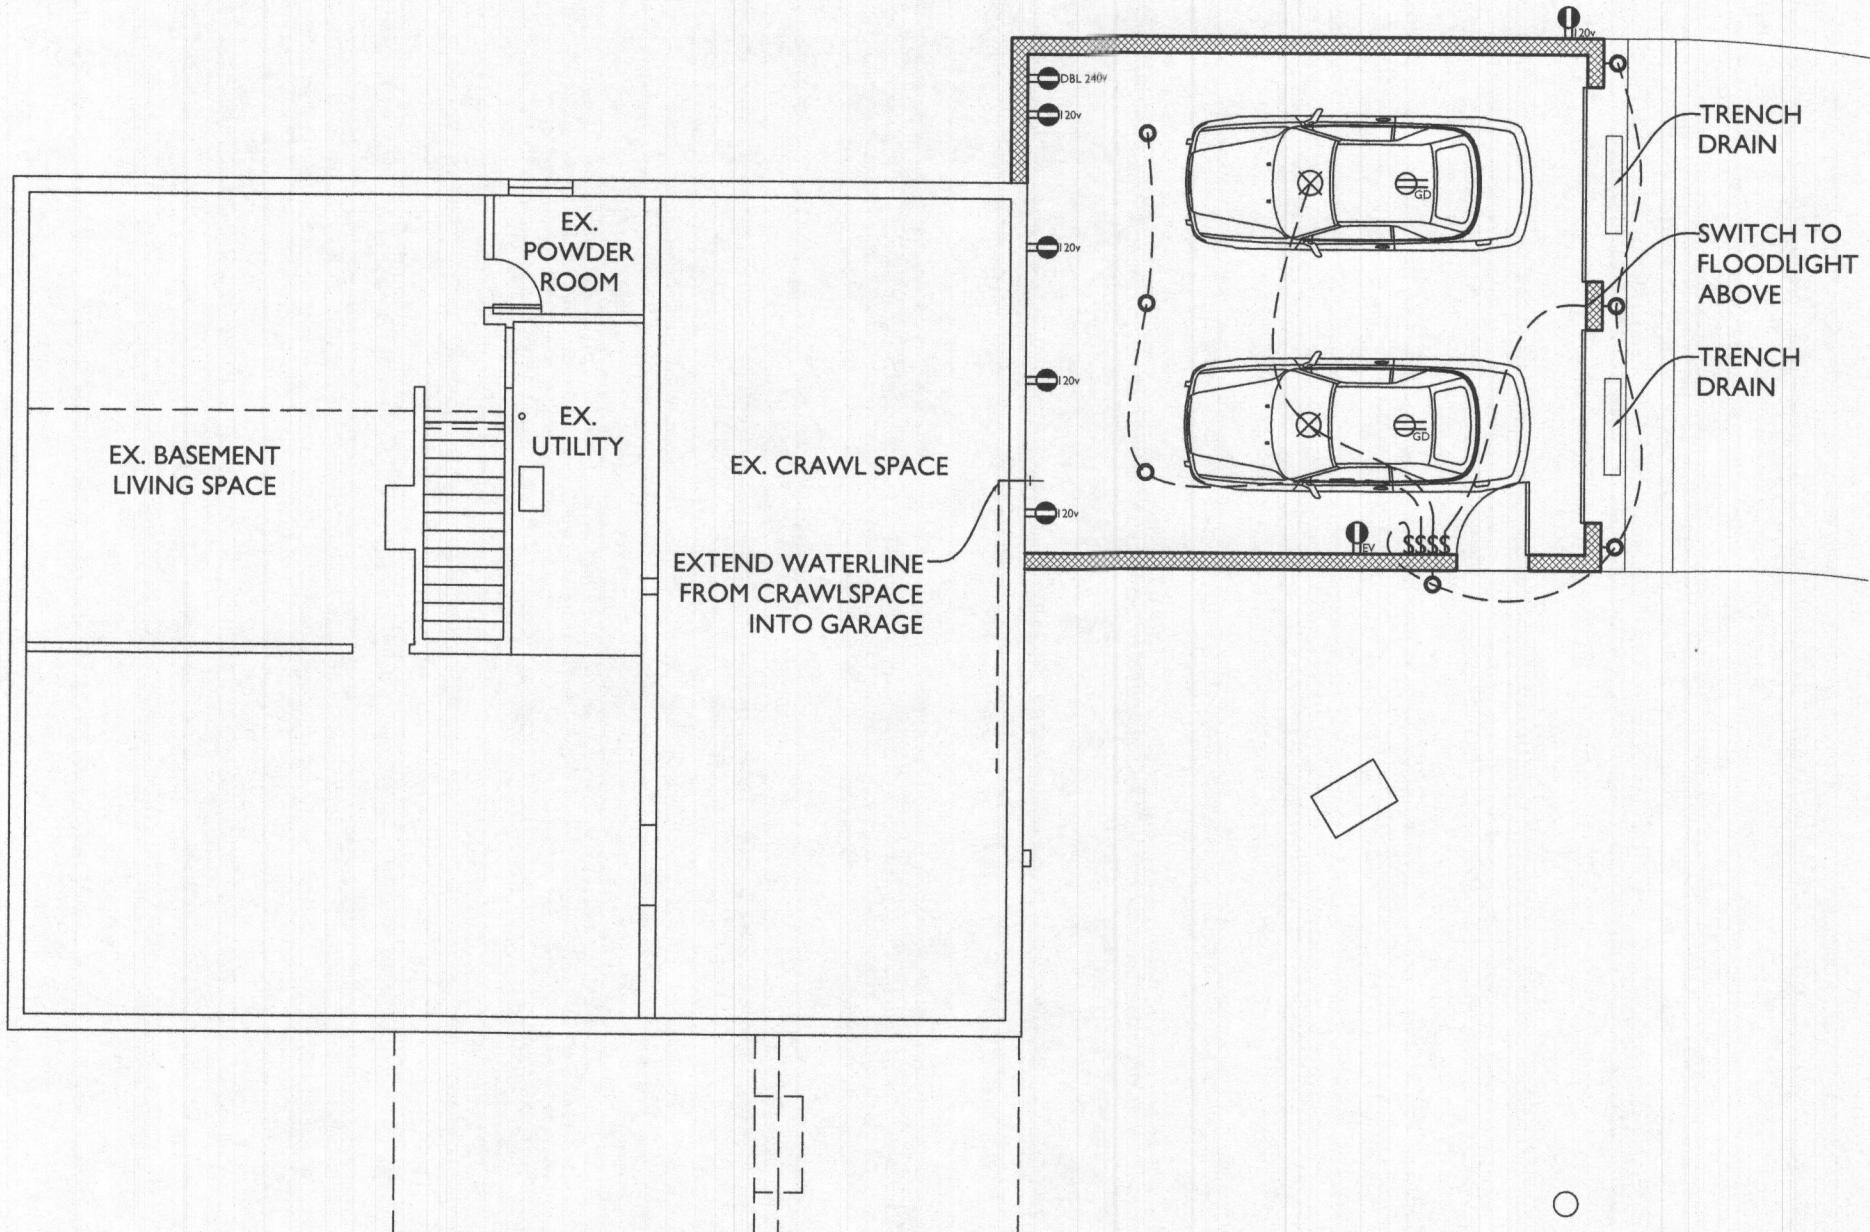 120v
DBL 240v
120v
TRENCH
DRAIN
GD
EX.
POWDER
ROOM
120v
SWITCH TO
FLOODLIGHT
ABOVE
TRENCH
DRAIN
120v
EX.
UTILITY
GD
EX. BASEMENT
LIVING SPACE
EX. CRAWL SPACE
120v
EV
$$$$
EXTEND WATERLINE
FROM CRAWLSPACE
INTO GARAGE